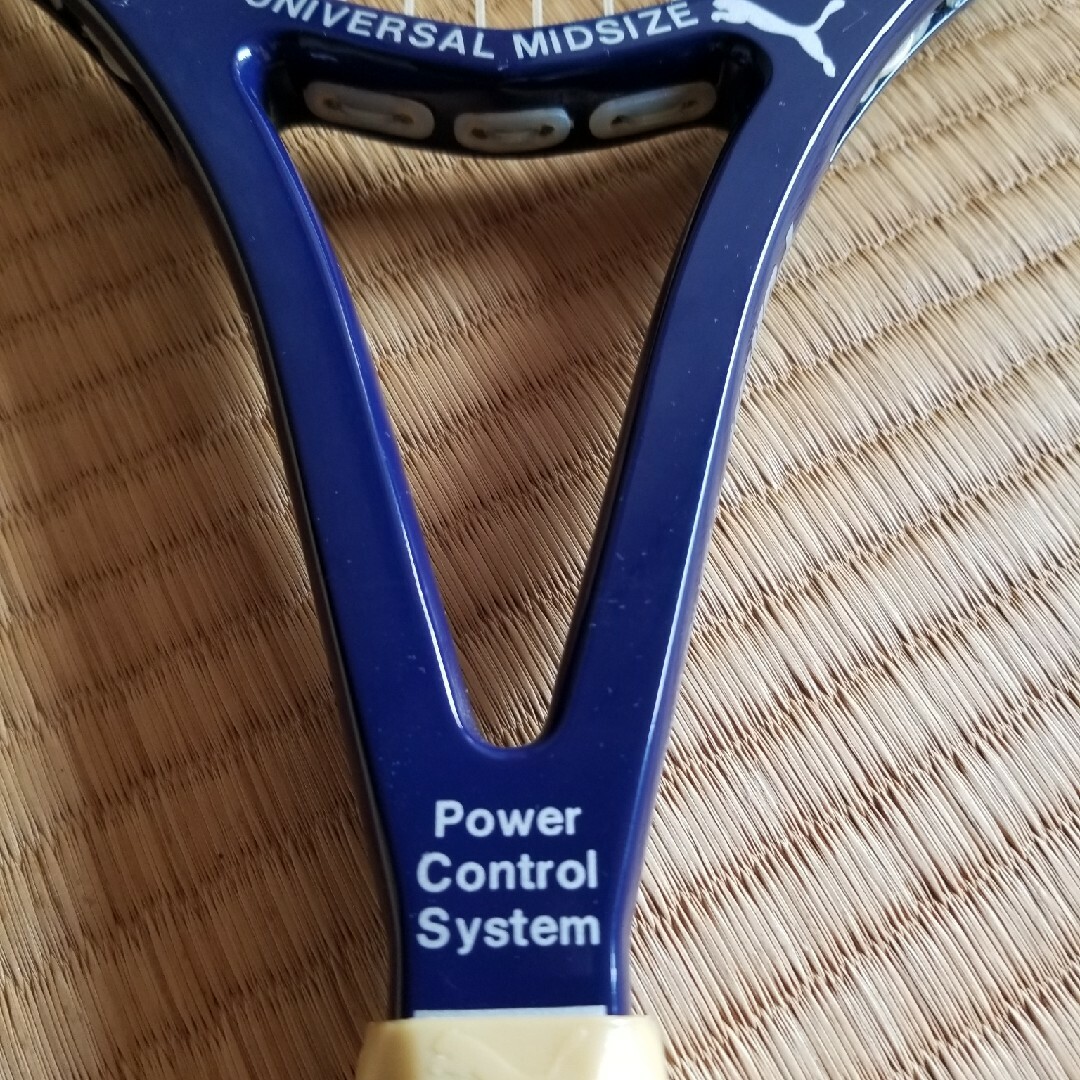 UNIVERSAL MIDSIZE
Power
Control
System